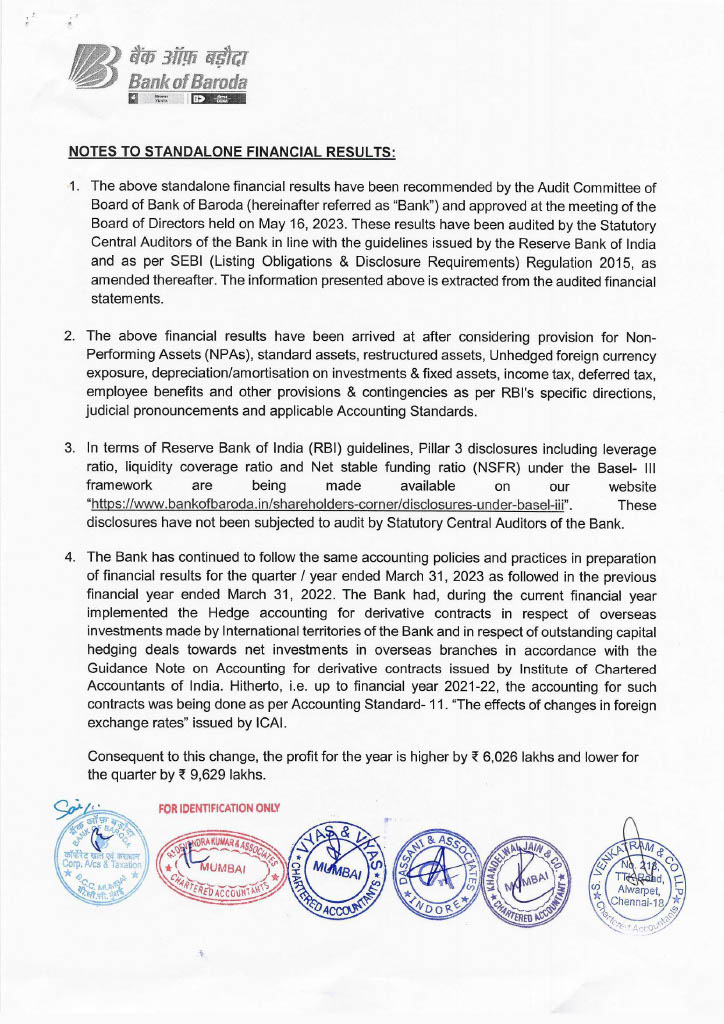 बैंक ऑफ़ बड़ौदा
Bank of Baroda
NOTES TO STANDALONE FINANCIAL RESULTS:
1. The above standalone financial results have been recommended by the Audit Committee of
Board of Bank of Baroda (hereinafter referred as “Bank”) and approved at the meeting of the
Board of Directors held on May 16, 2023. These results have been audited by the Statutory
Central Auditors of the Bank in line with the guidelines issued by the Reserve Bank of India
and as per SEBI (Listing Obligations & Disclosure Requirements) Regulation 2015, as
amended thereafter. The information presented above is extracted from the audited financial
statements.
2. The above financial results have been arrived at after considering provision for Non-
Performing Assets (NPAs), standard assets, restructured assets, Unhedged foreign currency
exposure, depreciation/amortisation on investments & fixed assets, income tax, deferred tax,
employee benefits and other provisions & contingencies as per RBI's specific directions,
judicial pronouncements and applicable Accounting Standards.
3. In terms of Reserve Bank of India (RBI) guidelines, Pillar 3 disclosures including leverage
ratio, liquidity coverage ratio and Net stable funding ratio (NSFR) under the Basel- III
framework are being made available on our website
“https://www.bankofbaroda.in/shareholders-corner/disclosures-under-basel-iii”. These
disclosures have not been subjected to audit by Statutory Central Auditors of the Bank.
4. The Bank has continued to follow the same accounting policies and practices in preparation
of financial results for the quarter / year ended March 31, 2023 as followed in the previous
financial year ended March 31, 2022. The Bank had, during the current financial year
implemented the Hedge accounting for derivative contracts in respect of overseas
investments made by International territories of the Bank and in respect of outstanding capital
hedging deals towards net investments in overseas branches in accordance with the
Guidance Note on Accounting for derivative contracts issued by Institute of Chartered
Accountants of India. Hitherto, i.e. up to financial year 2021-22, the accounting for such
contracts was being done as per Accounting Standard- 11. “The effects of changes in foreign
exchange rates” issued by ICAI.
Consequent to this change, the profit for the year is higher by ₹ 6,026 lakhs and lower for
the quarter by ₹ 9,629 lakhs.
FOR IDENTIFICATION ONLY
बैंक ऑफ बड़ौदा
BANK OF BARODA
कॉर्पोरेट खाते एवं कराधान
Corp. A/cs & Taxation
B.C.C. MUMBAI
बी.सी.सी. मुंबई
KUMAR & ASSOCIATES
MUMBAI
CHARTERED ACCOUNTANTS
VYAS & VYAS
MUMBAI
CHARTERED ACCOUNTANTS
DASSANI & ASSOCIATES
INDORE
KHANDELWAL JAIN & CO.
MUMBAI
CHARTERED ACCOUNTANTS
S. VENKATRAM & CO LLP
No. 218,
TTK Road,
Alwarpet,
Chennai-18
Chartered Accountants